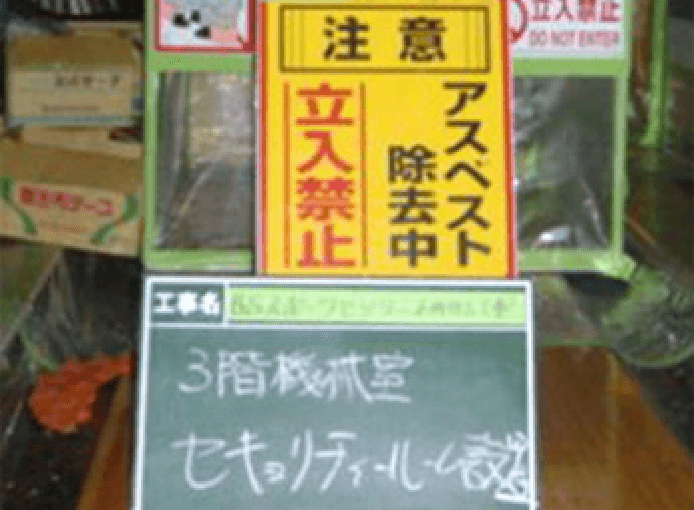 立入禁止
DO NOT ENTER
注意
アスベスト
除去中
立入禁止
工事名
3階機械室
セキュリティールーム設置